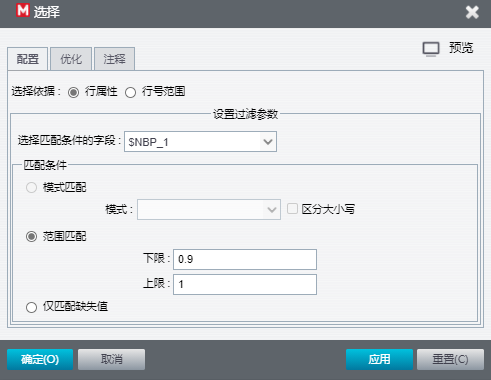 M 选择
预览
配置 优化 注释
选择依据 : 行属性 行号范围
设置过滤参数
选择匹配条件的字段 : $NBP_1
匹配条件
模式匹配
模式 : 区分大小写
范围匹配
下限 : 0.9
上限 : 1
仅匹配缺失值
确定(O) 取消 应用 重置(C)